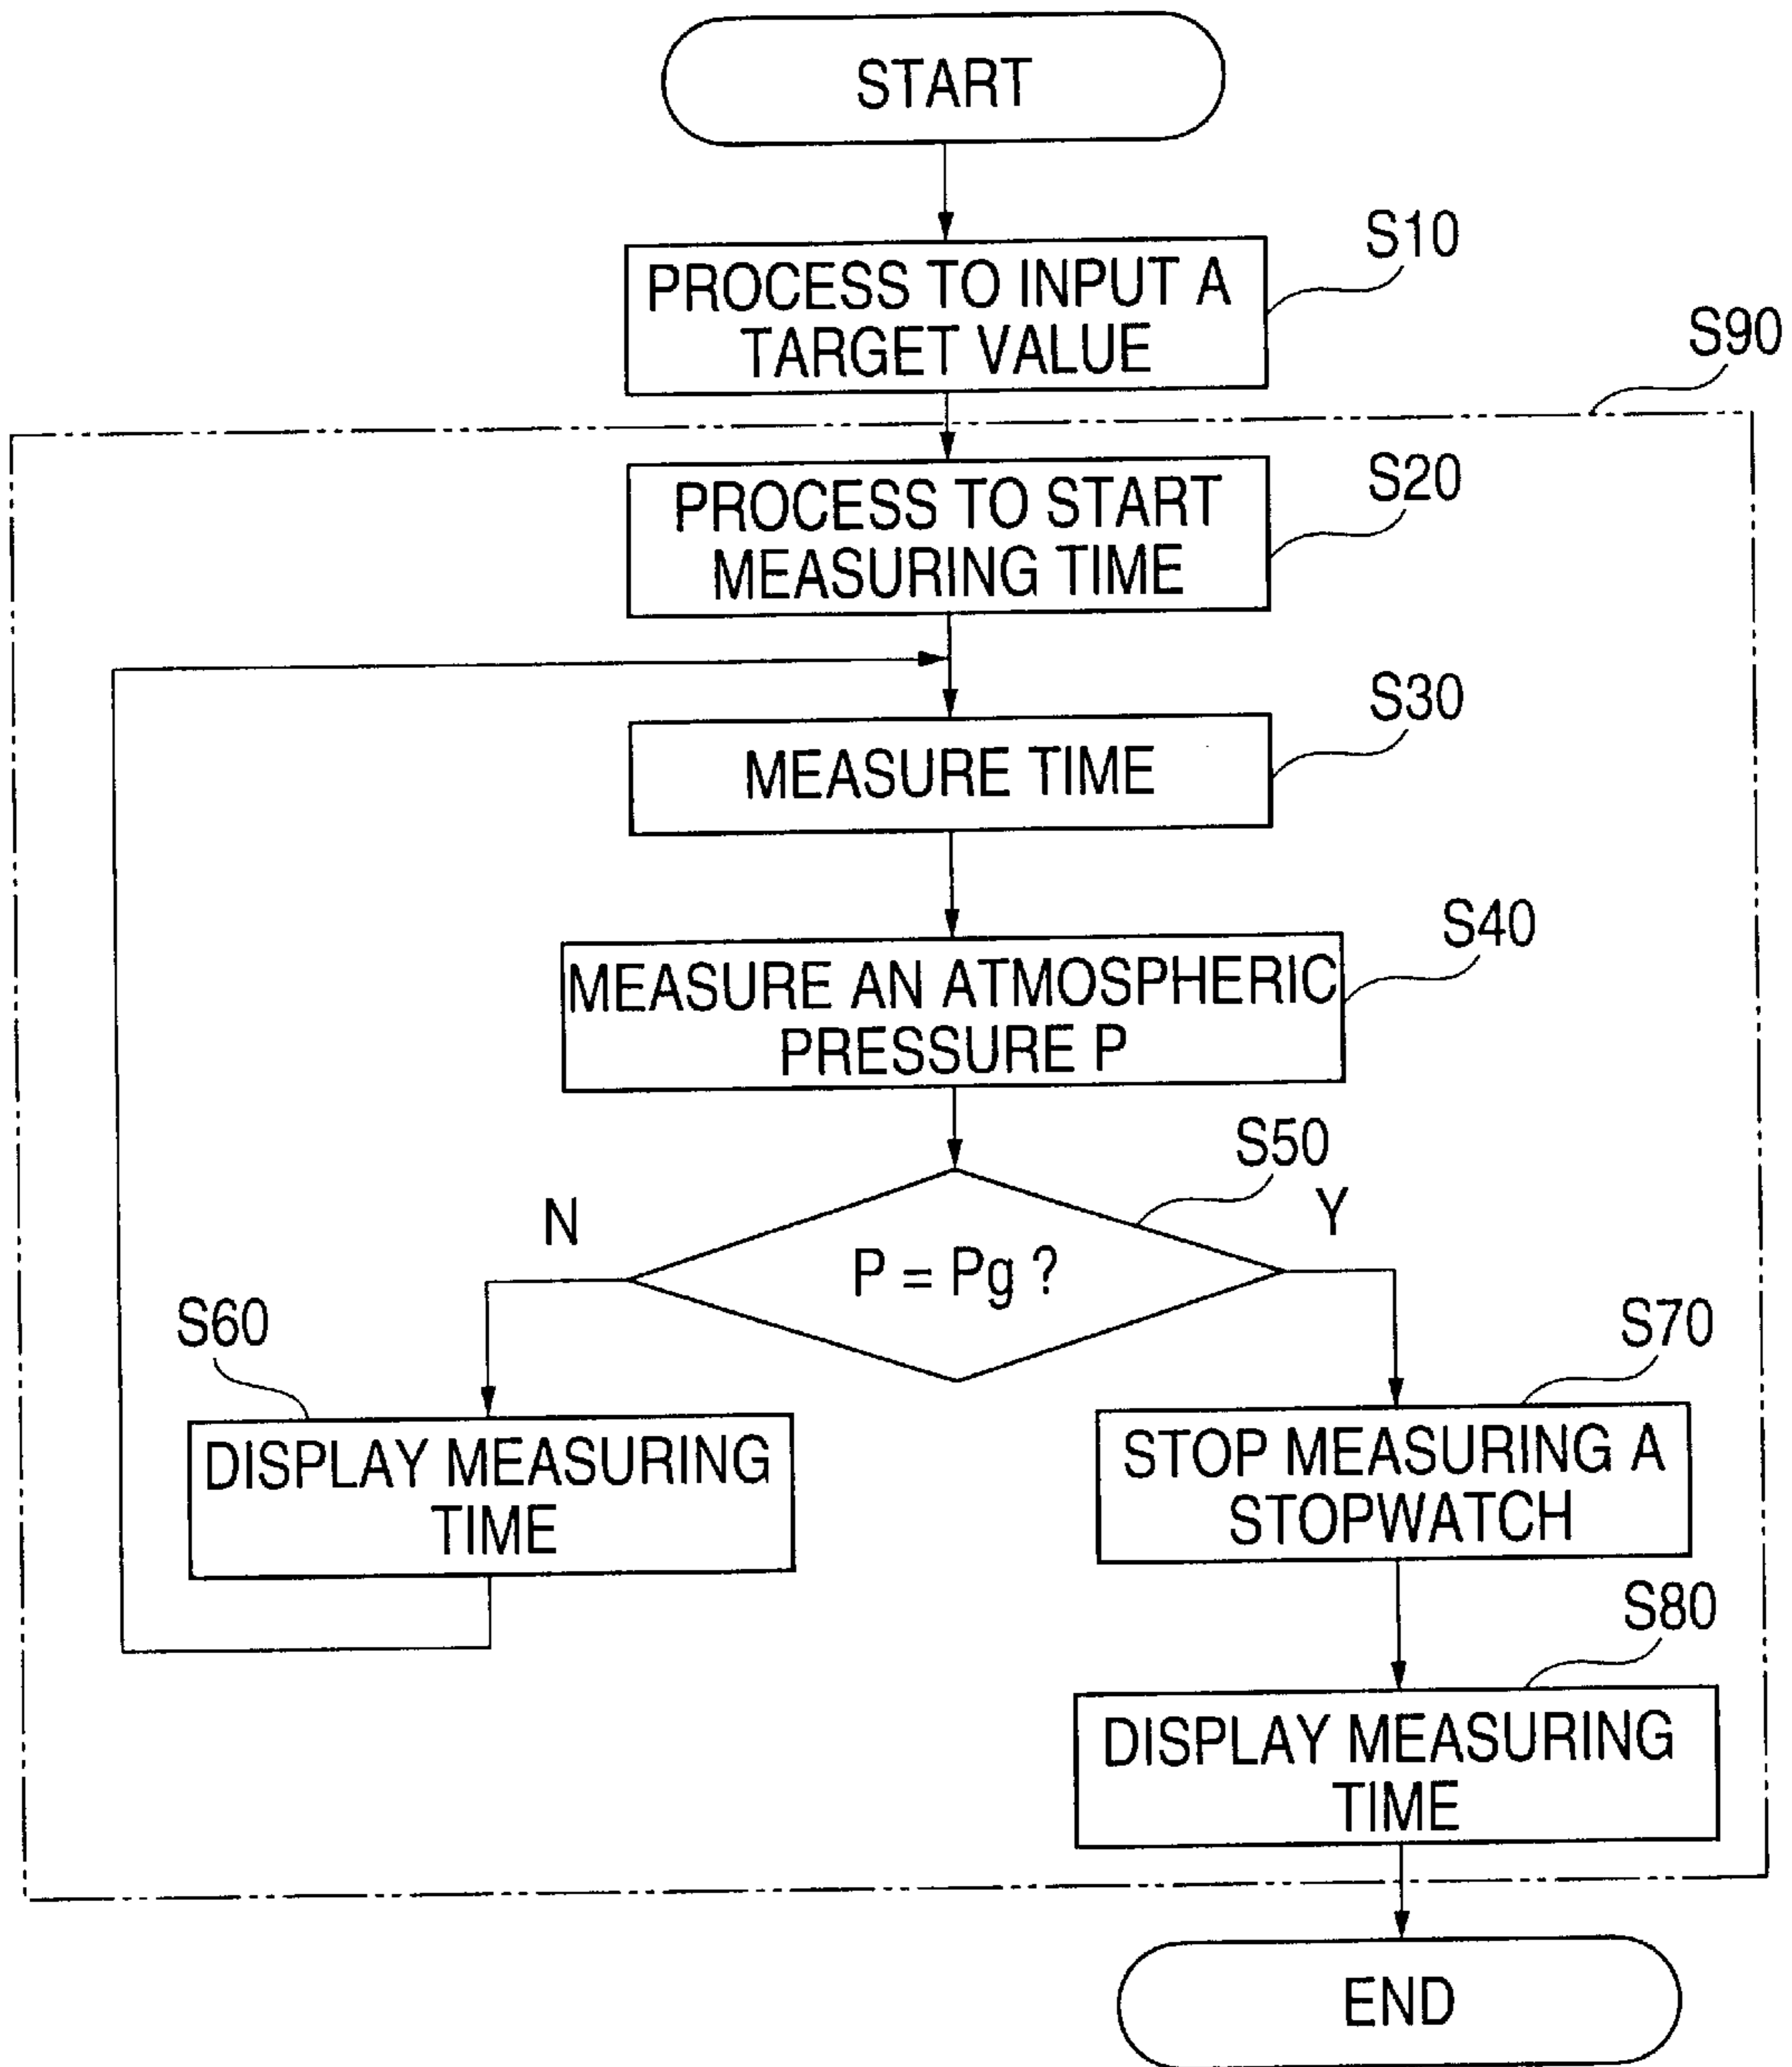 START
S10
PROCESS TO INPUT A
TARGET VALUE
S90
S20
PROCESS TO START
MEASURING TIME
S30
MEASURE TIME
S40
MEASURE AN ATMOSPHERIC
PRESSURE P
S50
N
Y
P = Pg ?
S60
S70
DISPLAY MEASURING
TIME
STOP MEASURING A
STOPWATCH
S80
DISPLAY MEASURING
TIME
END